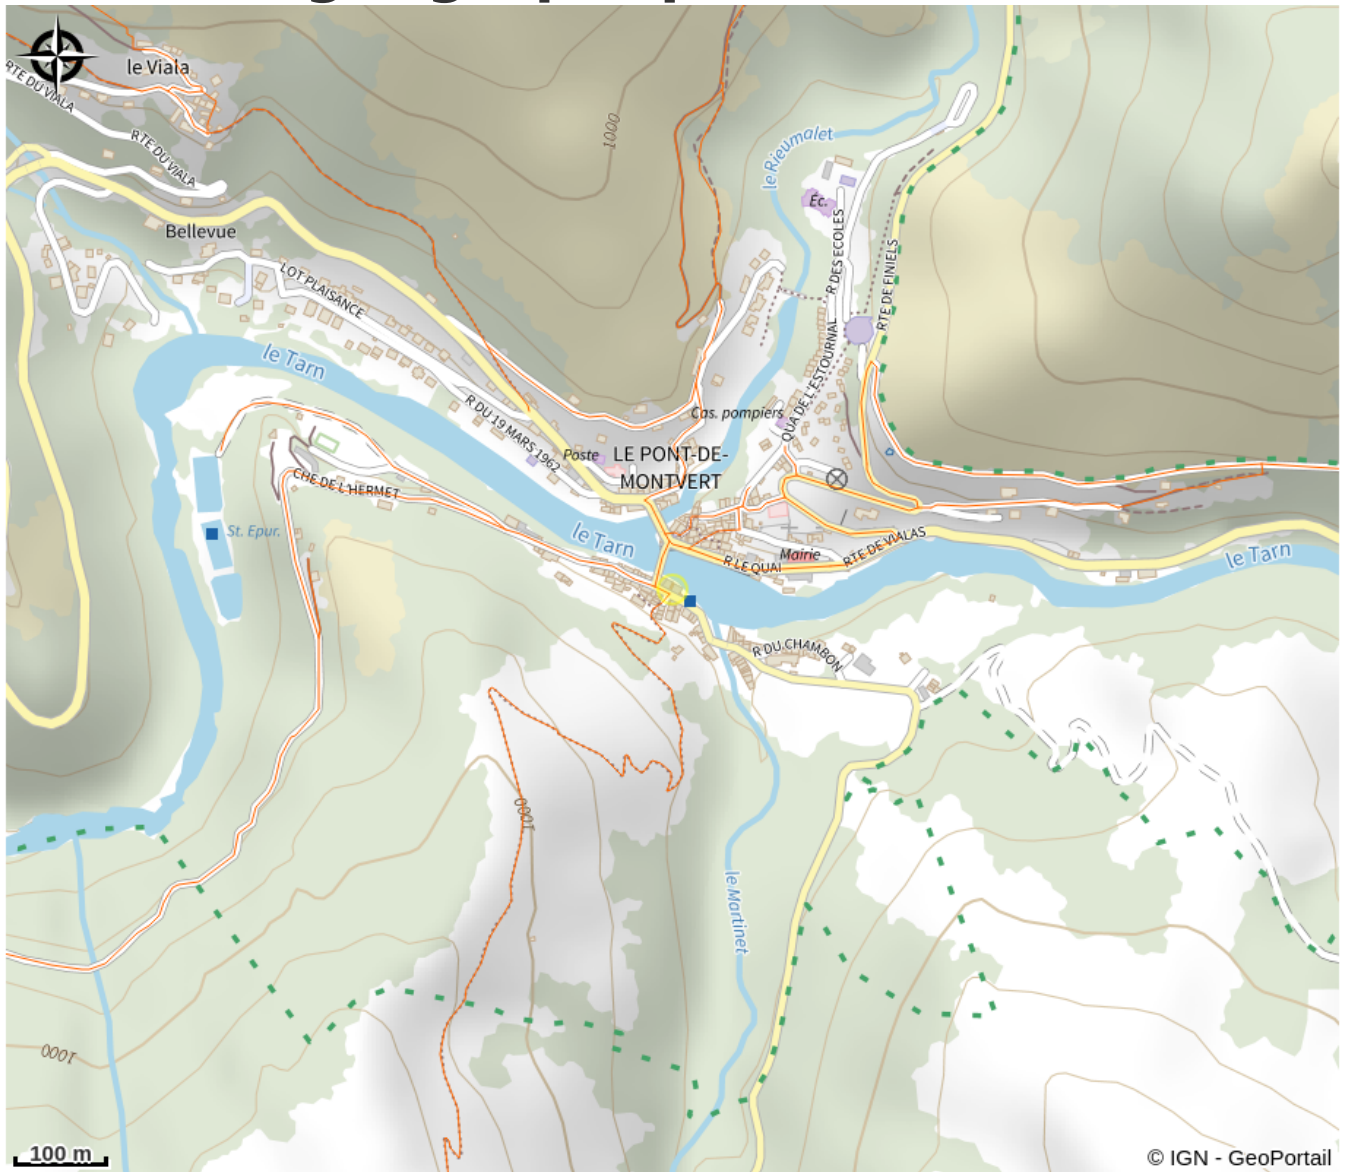 le Viala
RTE DU VIALA
RTE DU VIALA
1000
le Rieumalet
Éc.
R DES ECOLES
RTE DE FINIELS
Bellevue
LOT PLAISANCE
le Tarn
QUA DE L'ESTOURNAL
R DU 19 MARS 1962
Cas. pompiers
Poste
LE PONT-DE-
MONTVERT
CHE DE L'HERMET
St. Epur.
le Tarn
R LE QUAI
Mairie
RTE DE VIALAS
le Tarn
R DU CHAMBON
1000
le Martinet
1000
100 m
© IGN - GeoPortail